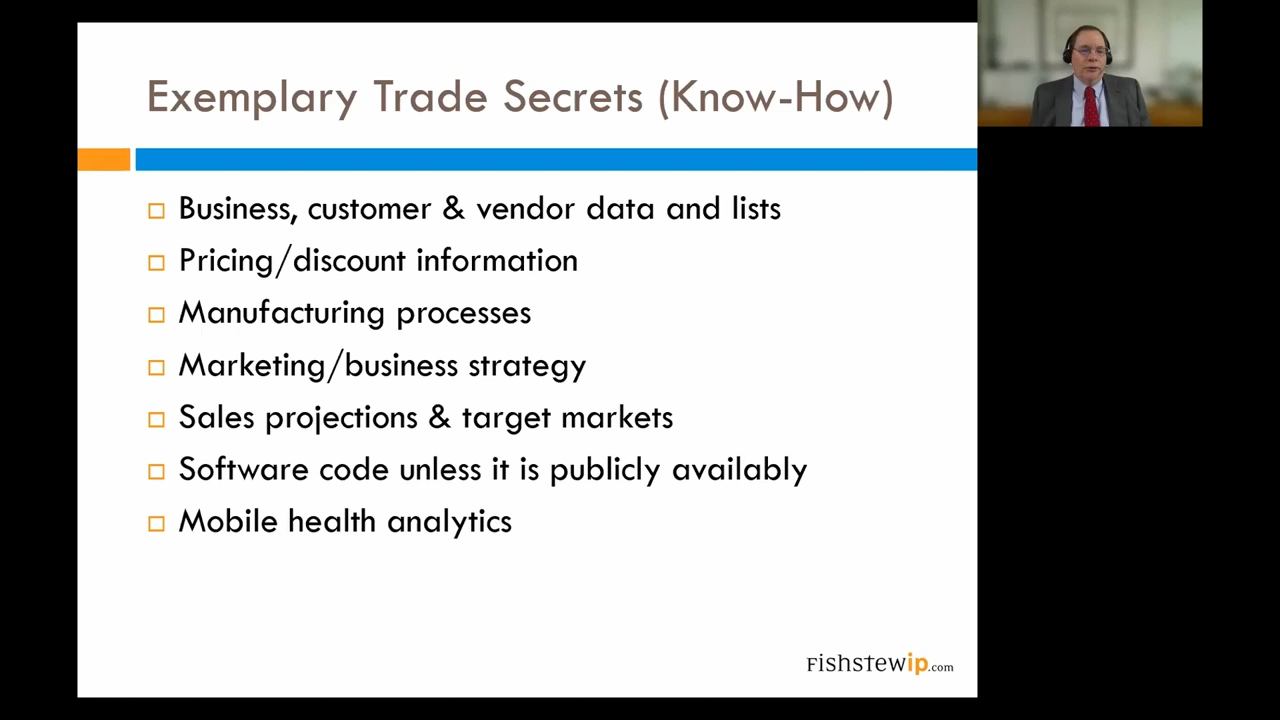 Exemplary Trade Secrets (Know-How)
Business, customer & vendor data and lists
Pricing/discount information
Manufacturing processes
Marketing/business strategy
Sales projections & target markets
Software code unless it is publicly availably
Mobile health analytics
Fishstewip.com